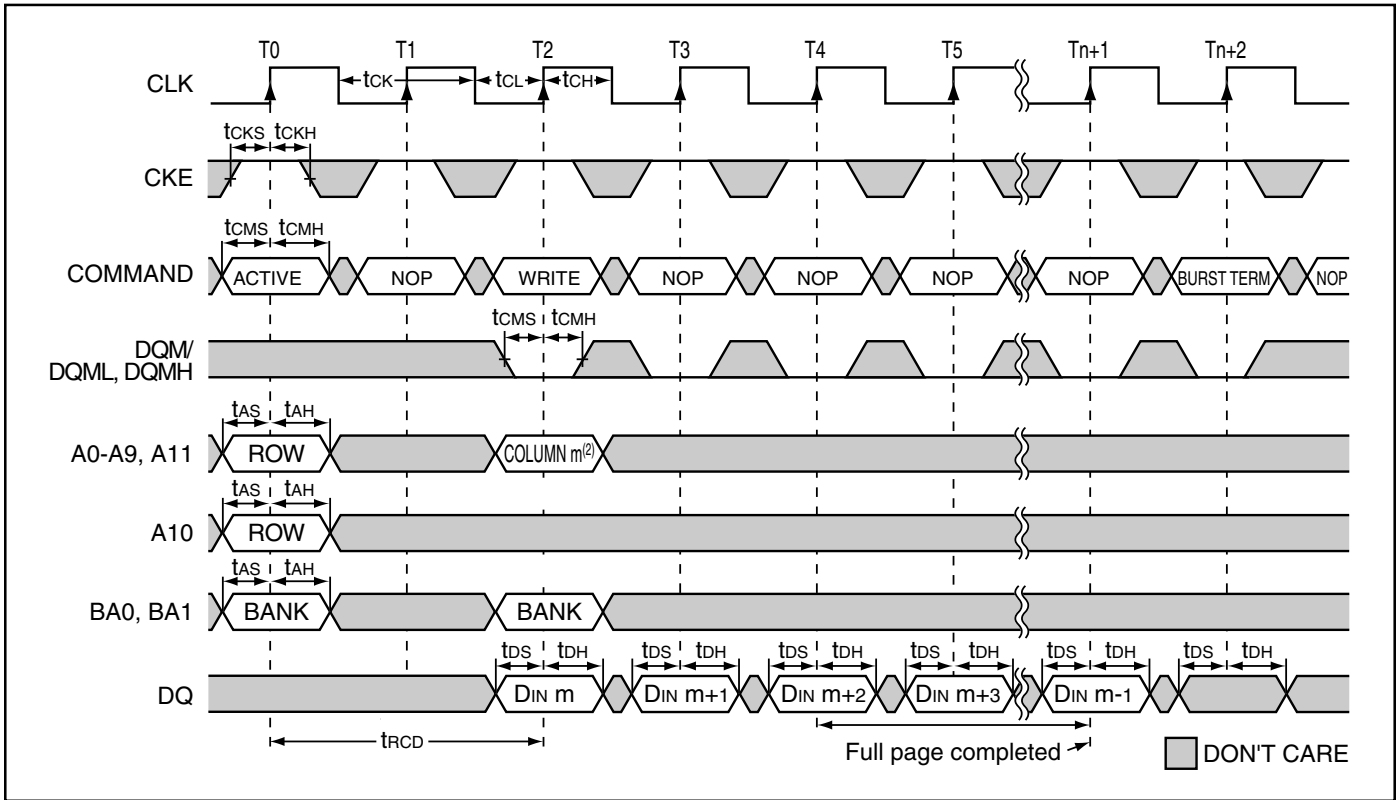 T0 T1 T2 T3 T4 T5 Tn+1 Tn+2
CLK tCK tCL tCH
tCKS tCKH
CKE
tCMS tCMH
COMMAND ACTIVE NOP WRITE NOP NOP NOP NOP BURST TERM NOP
tCMS tCMH
DQM/
DQML, DQMH
tAS tAH
A0-A9, A11 ROW COLUMN m(2)
tAS tAH
A10 ROW
tAS tAH
BA0, BA1 BANK BANK
tDS tDH tDS tDH tDS tDH tDS tDH tDS tDH tDS tDH
DQ DIN m DIN m+1 DIN m+2 DIN m+3 DIN m-1
tRCD
Full page completed
DON'T CARE